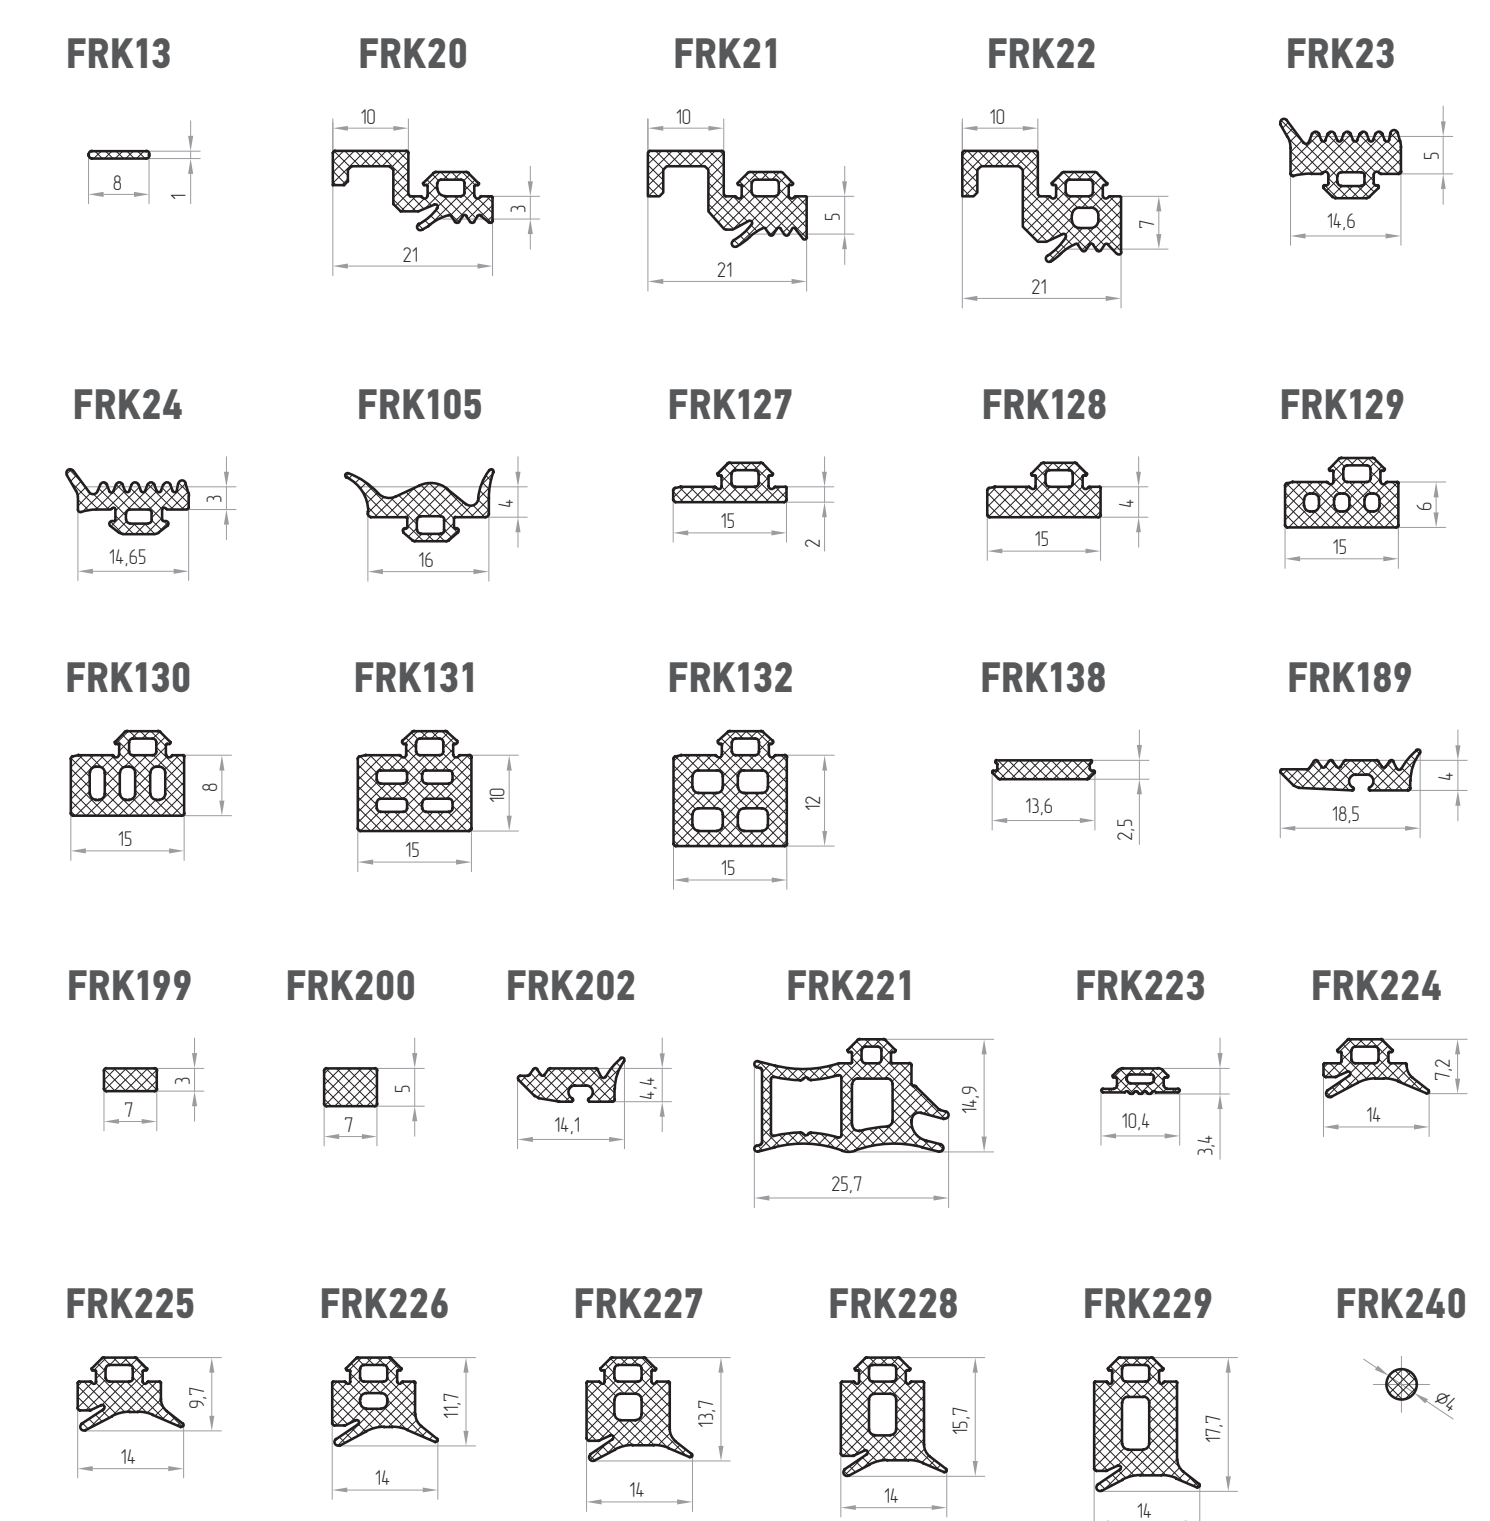 FRK13 FRK20 FRK21 FRK22 FRK23
10 10 10
8 1 3 5 7 5
21 21 21 14,6
FRK24 FRK105 FRK127 FRK128 FRK129
3 4 4 6
14,65 16 15 2 15 15
FRK130 FRK131 FRK132 FRK138 FRK189
8 10 12 4
15 15 15 13,6 2,5 18,5
FRK199 FRK200 FRK202 FRK221 FRK223 FRK224
3 5 4,4 14,9 7,2
7 7 14,1 25,7 10,4 3,4 14
FRK225 FRK226 FRK227 FRK228 FRK229 FRK240
9,7 11,7 13,7 15,7 17,7 Ø4
14 14 14 14 14